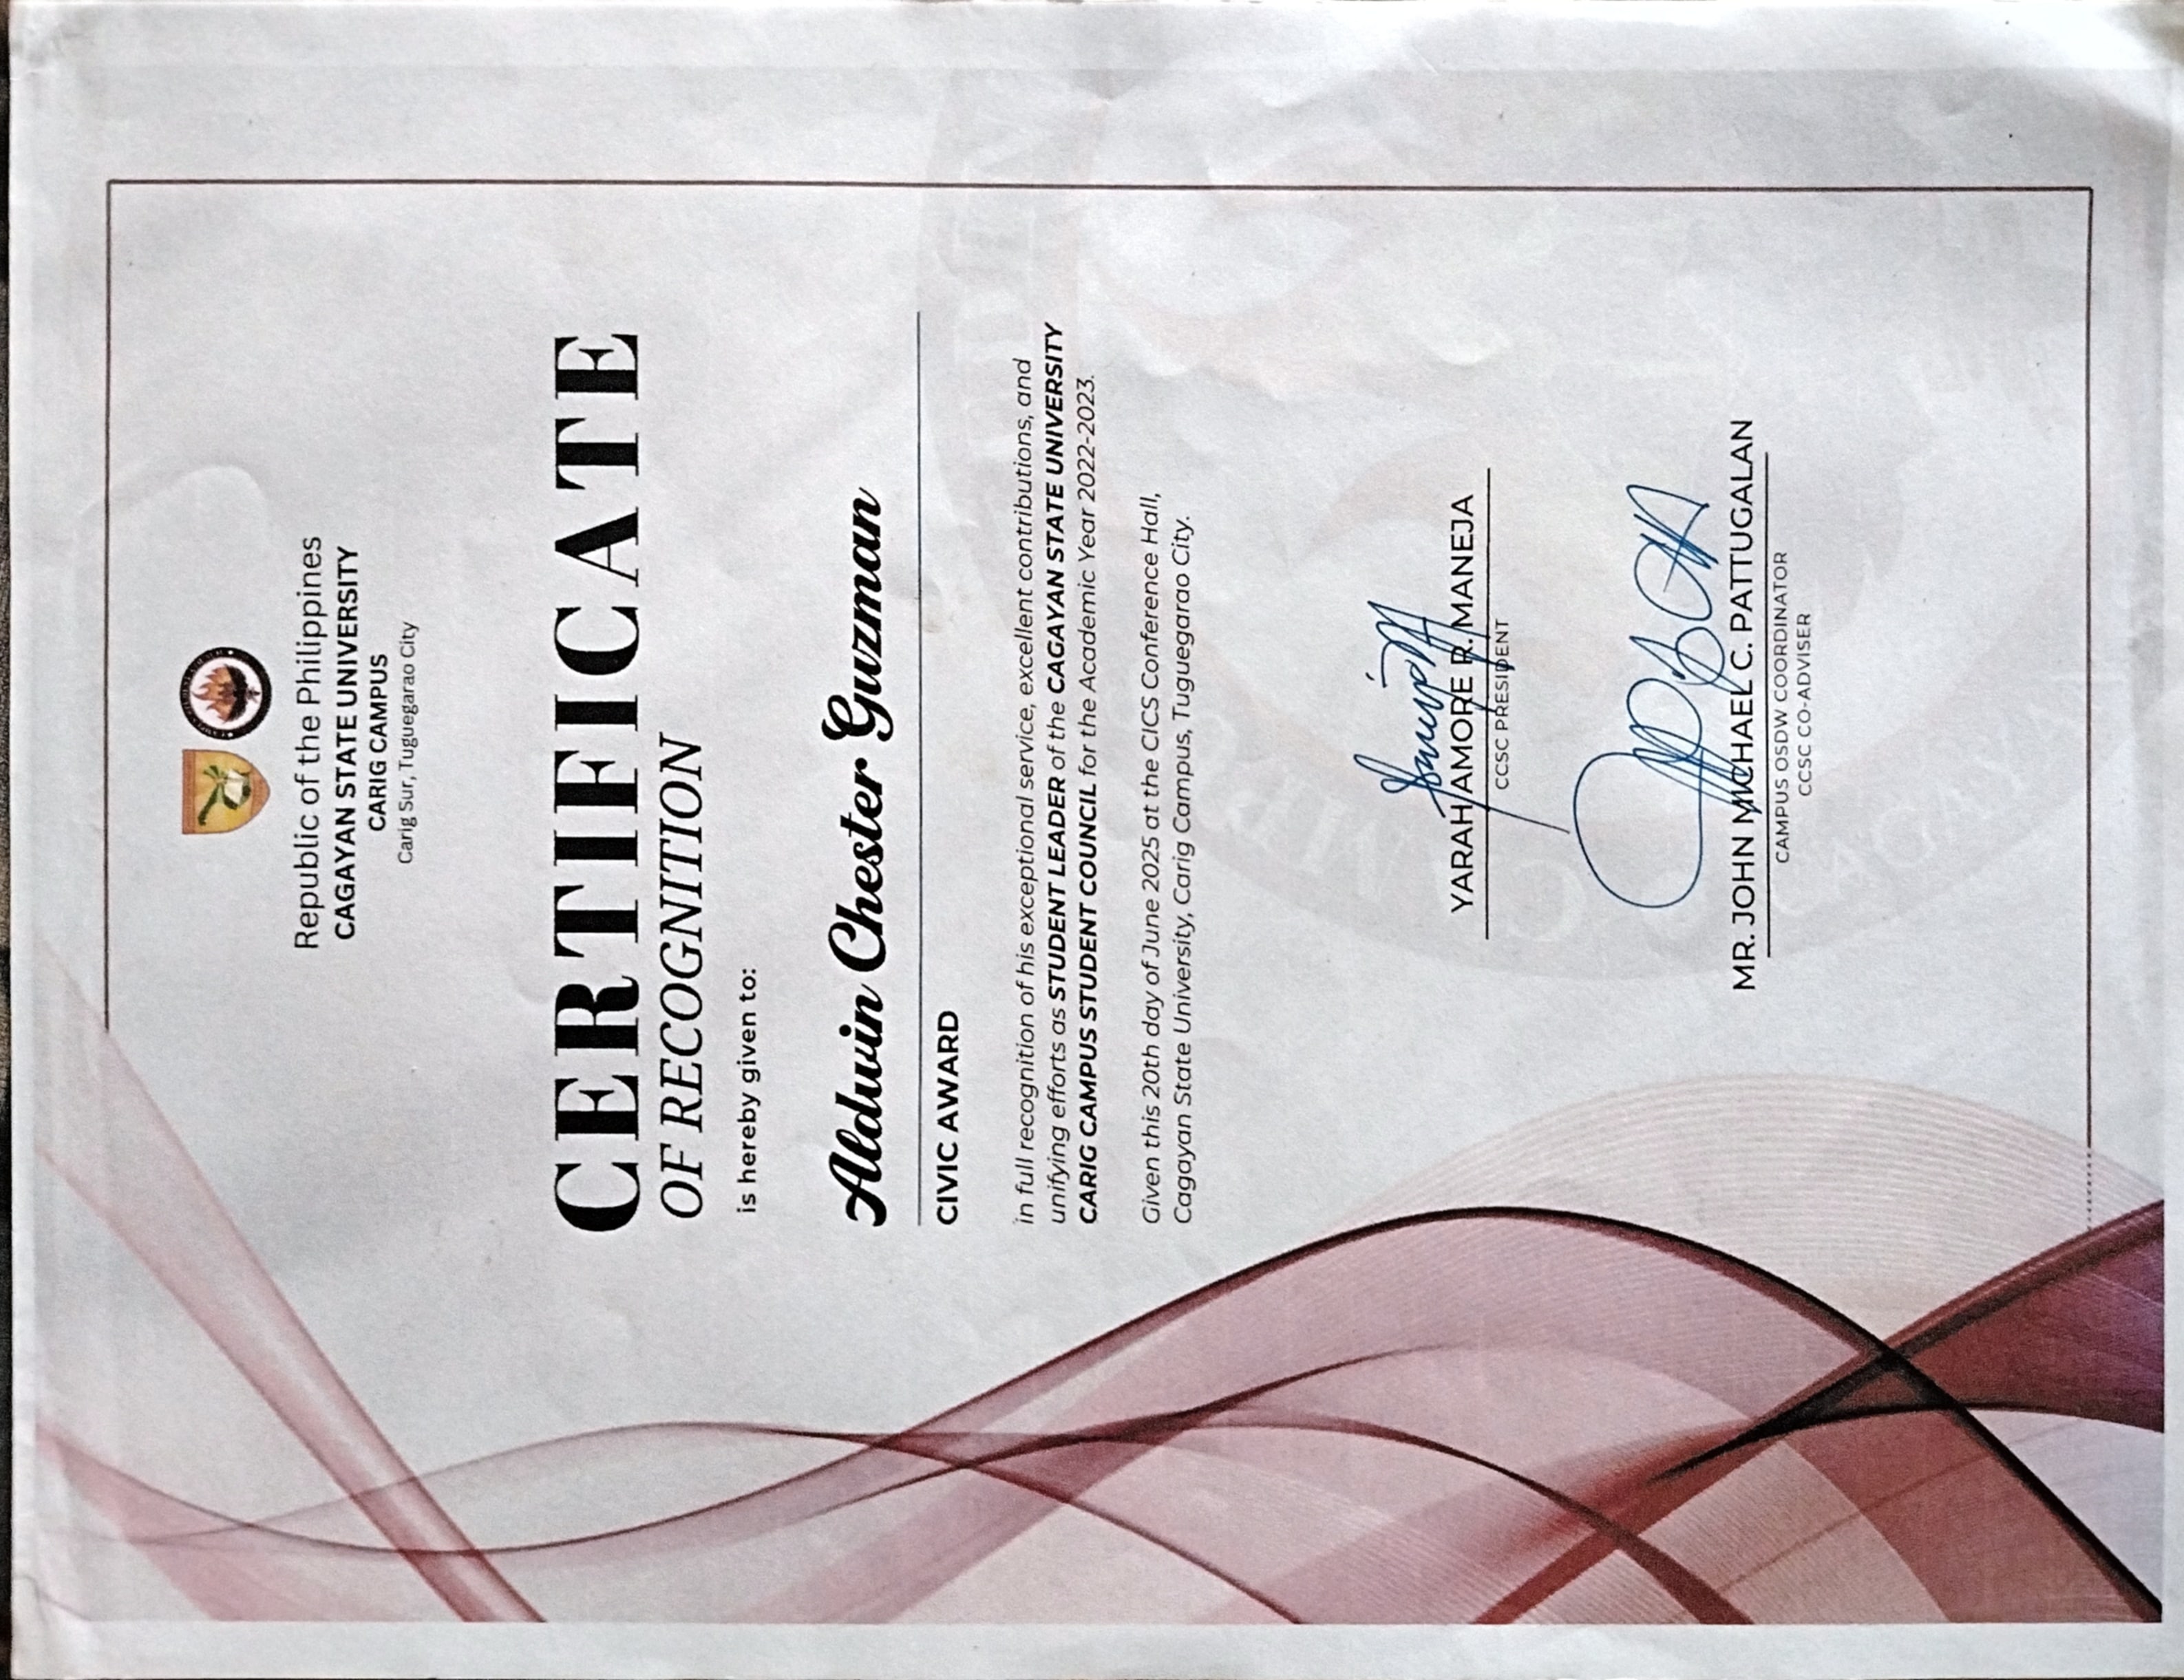 Republic of the Philippines
CAGAYAN STATE UNIVERSITY
CARIG CAMPUS
Carig Sur, Tuguegarao City
CERTIFICATE
OF RECOGNITION
is hereby given to:
Aldwin Chester Guzman
CIVIC AWARD
in full recognition of his exceptional service, excellent contributions, and
unifying efforts as STUDENT LEADER of the CAGAYAN STATE UNIVERSITY
CARIG CAMPUS STUDENT COUNCIL for the Academic Year 2022-2023.
Given this 20th day of June 2025 at the CICS Conference Hall,
Cagayan State University, Carig Campus, Tuguegarao City.
YARAH AMORE R. MANEJA
CCSC PRESIDENT
MR. JOHN MICHAEL C. PATTUGALAN
CAMPUS OSDW COORDINATOR
CCSC CO-ADVISER